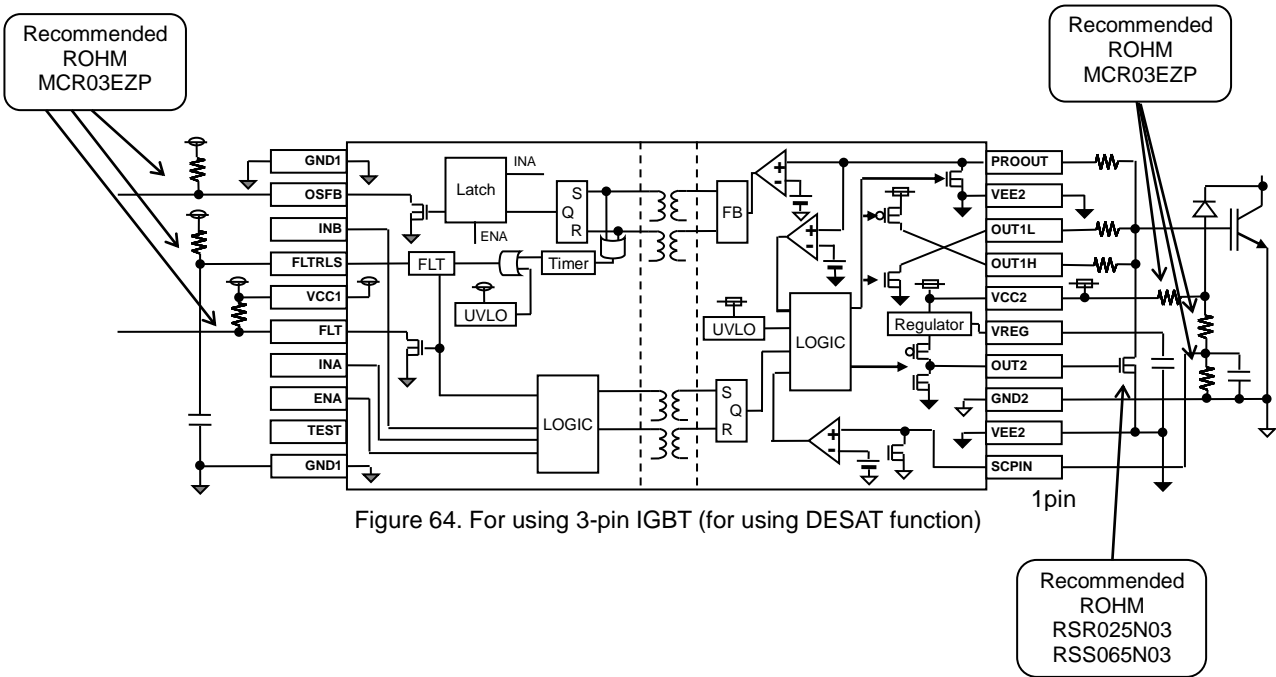 Recommended
ROHM
MCR03EZP
Recommended
ROHM
MCR03EZP
GND1
OSFB
INB
FLTRLS
VCC1
FLT
INA
ENA
TEST
GND1
Latch
INA
ENA
S
Q
R
FLT
Timer
UVLO
LOGIC
FB
+
-
+
-
UVLO
LOGIC
Regulator
S
Q
R
+
-
PROOUT
VEE2
OUT1L
OUT1H
VCC2
VREG
OUT2
GND2
VEE2
SCPIN
1pin
Figure 64. For using 3-pin IGBT (for using DESAT function)
Recommended
ROHM
RSR025N03
RSS065N03